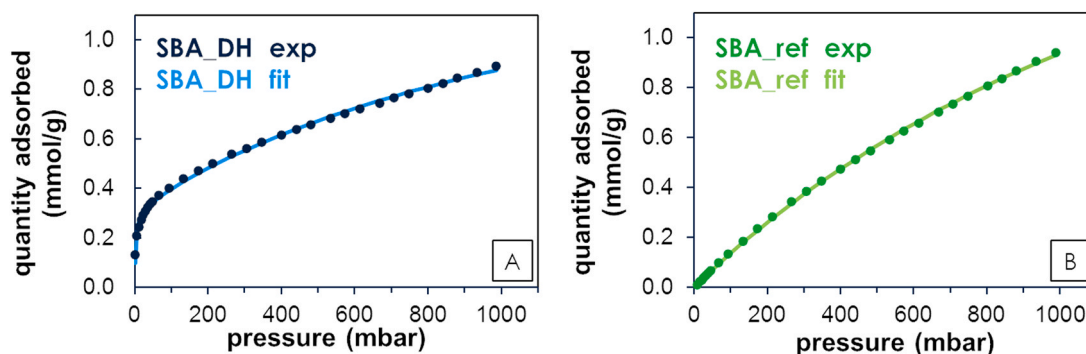 1.0
0.8
0.6
0.4
0.2
0.0
quantity adsorbed
(mmol/g)
SBA_DH exp
SBA_DH fit
A
0 200 400 600 800 1000
pressure (mbar)
1.0
0.8
0.6
0.4
0.2
0.0
quantity adsorbed
(mmol/g)
SBA_ref exp
SBA_ref fit
B
0 200 400 600 800 1000
pressure (mbar)